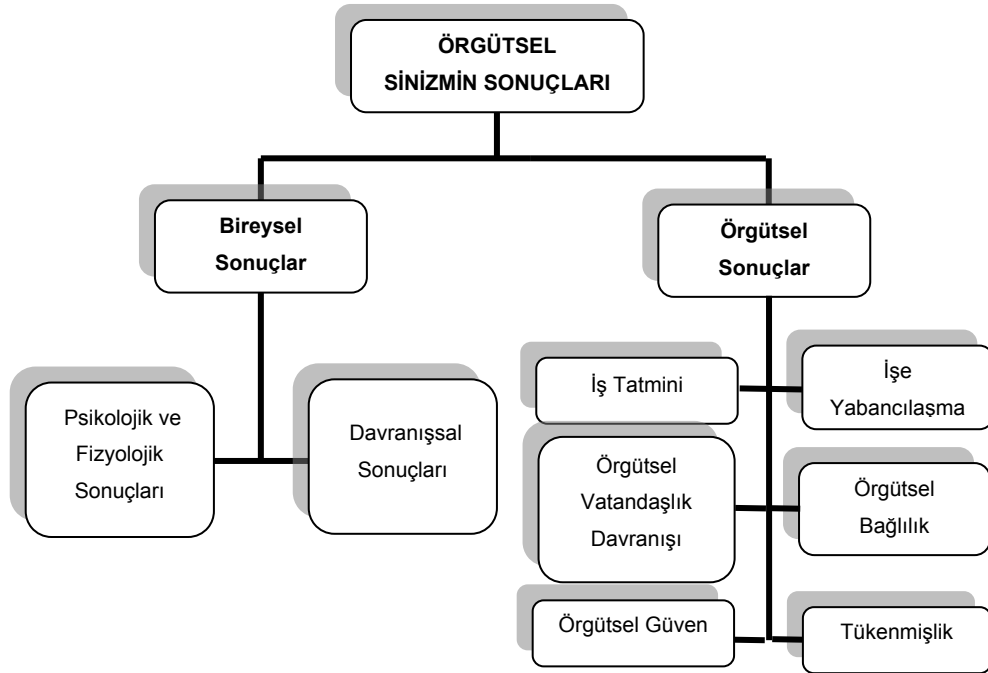 ÖRGÜTSEL
SİNİZMİN SONUÇLARI
Bireysel
Sonuçlar
Örgütsel
Sonuçlar
Psikolojik ve
Fizyolojik
Sonuçları
Davranışsal
Sonuçları
İş Tatmini
İşe
Yabancılaşma
Örgütsel
Vatandaşlık
Davranışı
Örgütsel
Bağlılık
Örgütsel Güven
Tükenmişlik